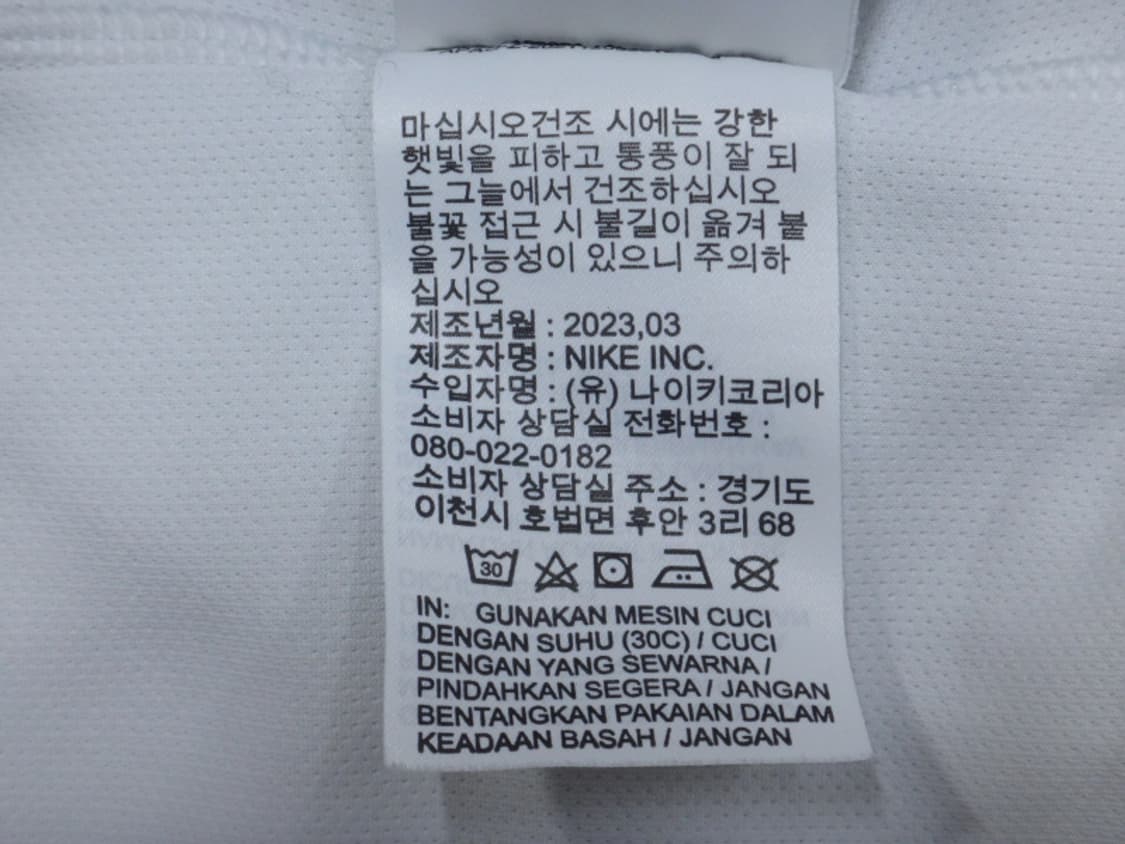 마십시오건조 시에는 강한
햇빛을 피하고 통풍이 잘 되
는 그늘에서 건조하십시오
불꽃 접근 시 불길이 옮겨 붙
을 가능성이 있으니 주의하
십시오
제조년월 : 2023,03
제조자명 : NIKE INC.
수입자명 : (유) 나이키코리아
소비자 상담실 전화번호 :
080-022-0182
소비자 상담실 주소 : 경기도
이천시 호법면 후안 3리 68
30
IN: GUNAKAN MESIN CUCI
DENGAN SUHU (30C) / CUCI
DENGAN YANG SEWARNA /
PINDAHKAN SEGERA / JANGAN
BENTANGKAN PAKAIAN DALAM
KEADAAN BASAH / JANGAN